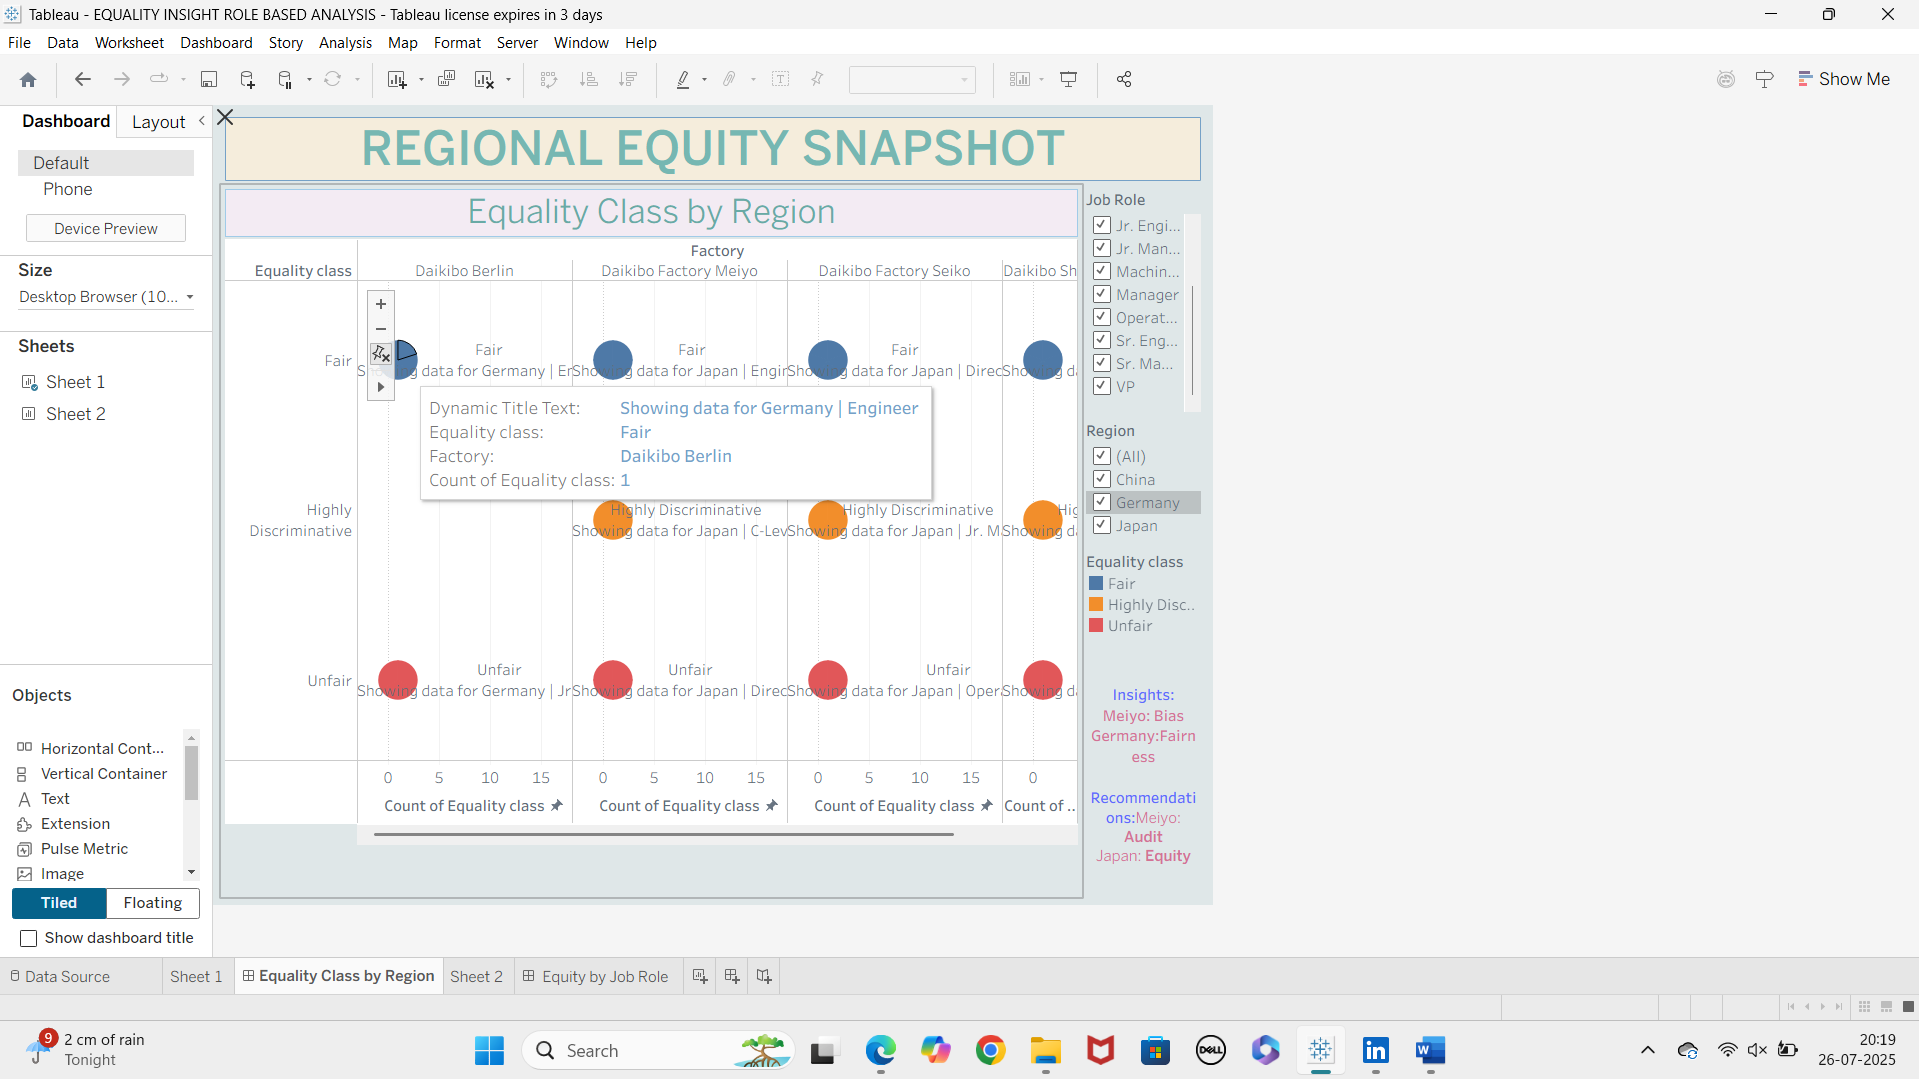 Tableau - EQUALITY INSIGHT ROLE BASED ANALYSIS - Tableau license expires in 3 days
File Data Worksheet Dashboard Story Analysis Map Format Server Window Help
Show Me
Dashboard Layout
Default
Phone
Device Preview
Size
Desktop Browser (10...
Sheets
Sheet 1
Sheet 2
Objects
Horizontal Cont...
Vertical Container
Text
Extension
Pulse Metric
Image
Tiled Floating
Show dashboard title
REGIONAL EQUITY SNAPSHOT
Equality Class by Region
Factory
Equality class Daikibo Berlin Daikibo Factory Meiyo Daikibo Factory Seiko Daikibo Sh
Fair Fair Fair Fair
Showing data for Germany | Er Showing data for Japan | Engir Showing data for Japan | Direc Showing da
Dynamic Title Text: Showing data for Germany | Engineer
Equality class: Fair
Factory: Daikibo Berlin
Count of Equality class: 1
Highly
Discriminative
Highly Discriminative Highly Discriminative Hig
Showing data for Japan | C-Lev Showing data for Japan | Jr. M Showing da
Unfair Unfair Unfair Unfair
Showing data for Germany | Jr Showing data for Japan | Direc Showing data for Japan | Opera Showing da
0 5 10 15 0 5 10 15 0 5 10 15 0
Count of Equality class Count of Equality class Count of Equality class Count of ..
Job Role
Jr. Engi...
Jr. Man...
Machin...
Manager
Operat...
Sr. Eng...
Sr. Ma...
VP
Region
(All)
China
Germany
Japan
Equality class
Fair
Highly Disc..
Unfair
Insights:
Meiyo: Bias
Germany:Fairn
ess
Recommendati
ons:Meiyo:
Audit
Japan: Equity
Data Source Sheet 1 Equality Class by Region Sheet 2 Equity by Job Role
9
2 cm of rain
Tonight
Search
DELL
20:19
26-07-2025